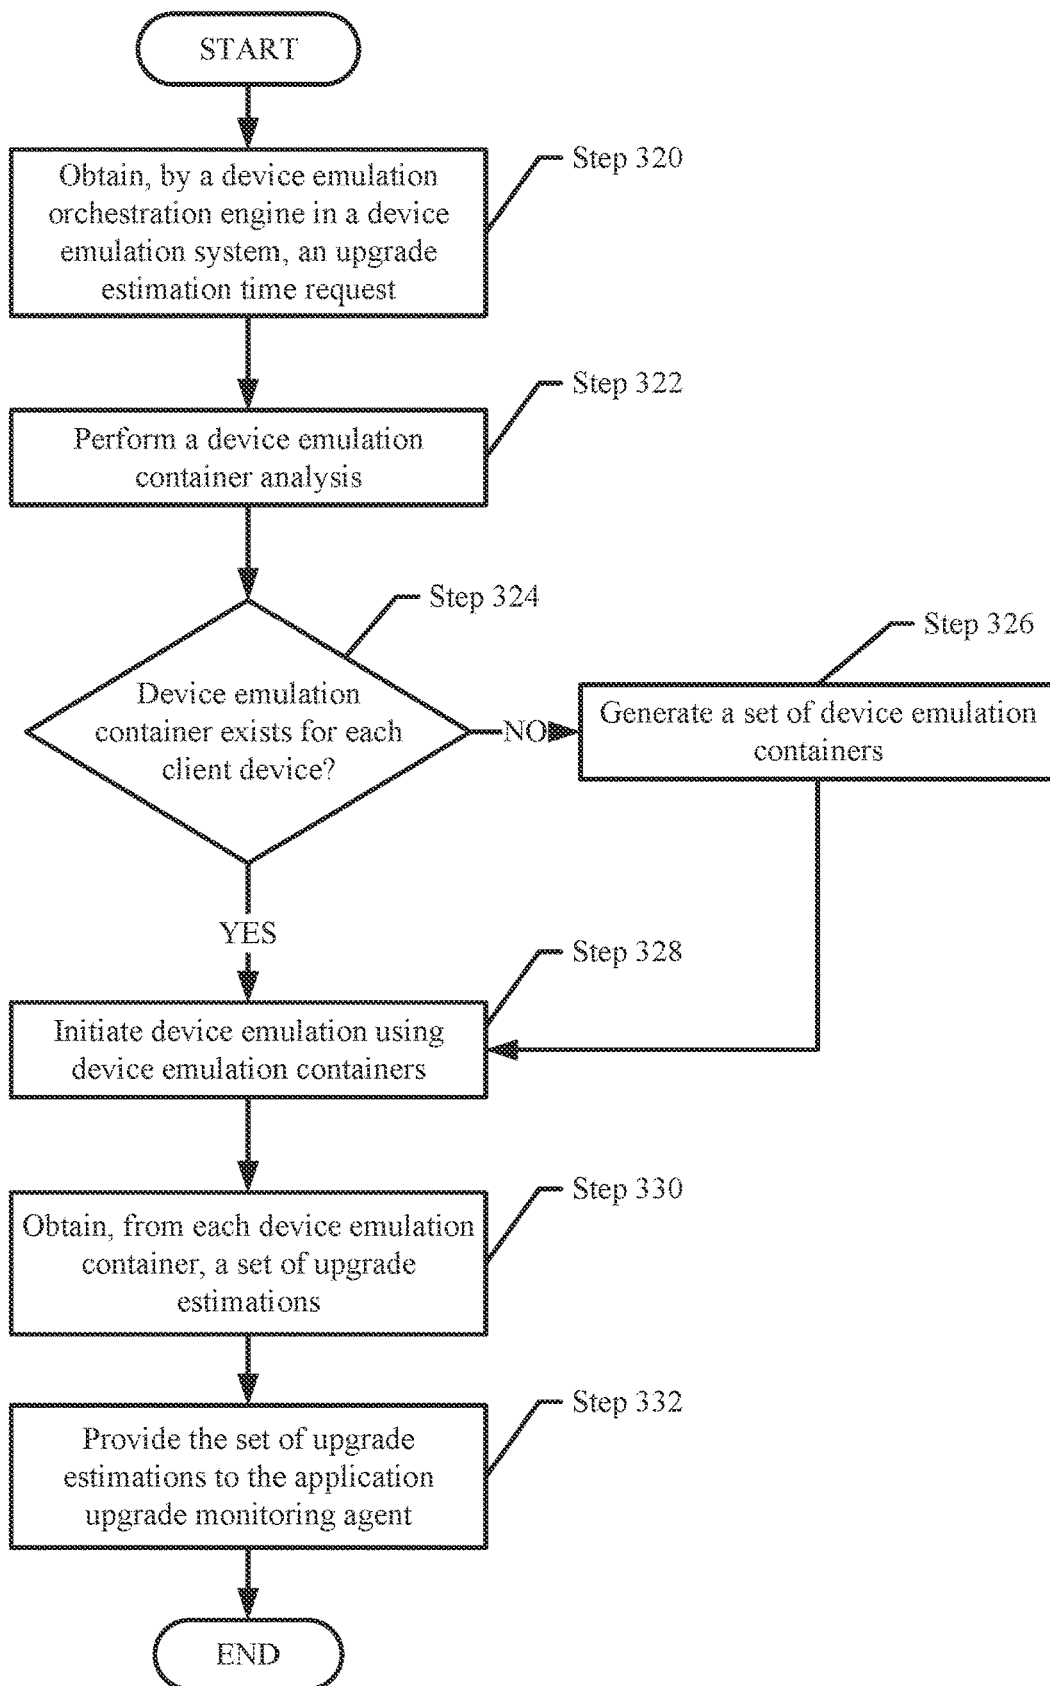 START
Step 320
Obtain, by a device emulation
orchestration engine in a device
emulation system, an upgrade
estimation time request
Step 322
Perform a device emulation
container analysis
Step 324
Device emulation
container exists for each
client device?
NO
Step 326
Generate a set of device emulation
containers
YES
Step 328
Initiate device emulation using
device emulation containers
Step 330
Obtain, from each device emulation
container, a set of upgrade
estimations
Step 332
Provide the set of upgrade
estimations to the application
upgrade monitoring agent
END